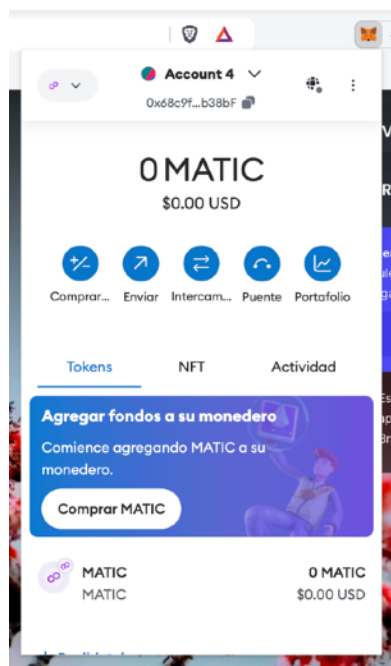 Account 4
0x68c9f...b38bF
0 MATIC
$0.00 USD
Comprar... Enviar Intercam... Puente Portafolio
Tokens NFT Actividad
Agregar fondos a su monedero
Comience agregando MATIC a su
monedero.
Comprar MATIC
MATIC 0 MATIC
MATIC $0.00 USD